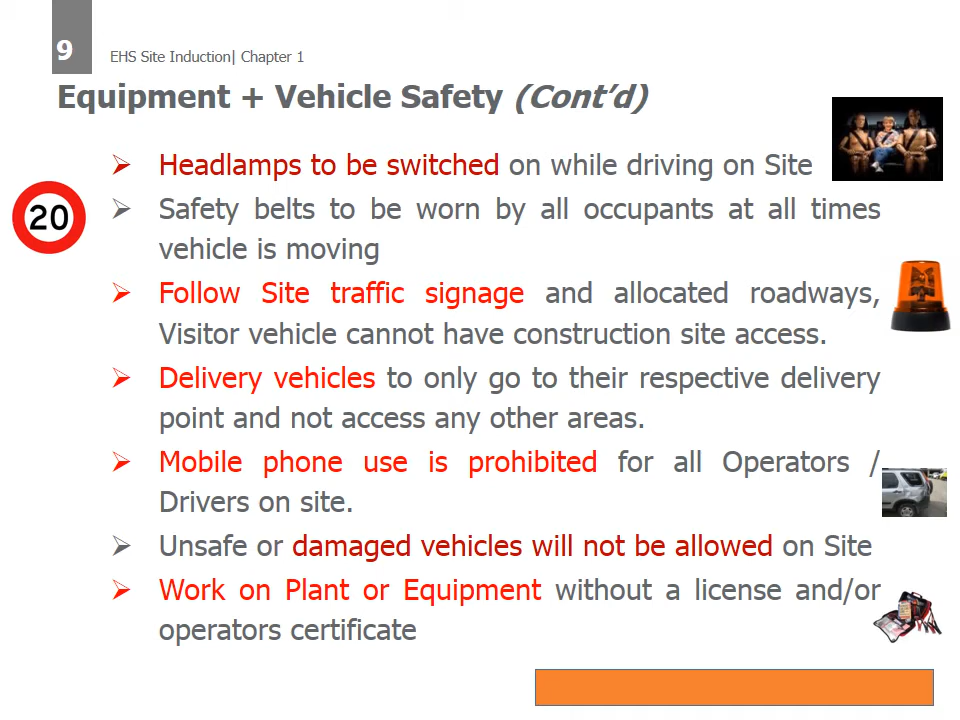 9
EHS Site Induction| Chapter 1
Equipment + Vehicle Safety (Cont’d)
➢ Headlamps to be switched on while driving on Site
20
➢ Safety belts to be worn by all occupants at all times
vehicle is moving
➢ Follow Site traffic signage and allocated roadways,
Visitor vehicle cannot have construction site access.
➢ Delivery vehicles to only go to their respective delivery
point and not access any other areas.
➢ Mobile phone use is prohibited for all Operators /
Drivers on site.
➢ Unsafe or damaged vehicles will not be allowed on Site
➢ Work on Plant or Equipment without a license and/or
operators certificate